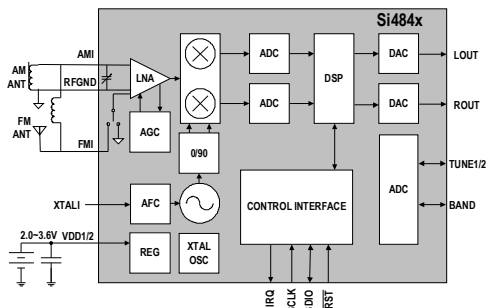 Si484x
AMI
AM
ANT
RFGND
LNA
ADC
DSP
DAC
LOUT
ADC
DAC
ROUT
FM
ANT
FMI
AGC
0/90
ADC
TUNE1/2
BAND
XTALI
AFC
CONTROL INTERFACE
2.0~3.6V
VDD1/2
REG
XTAL
OSC
IRQ
RST